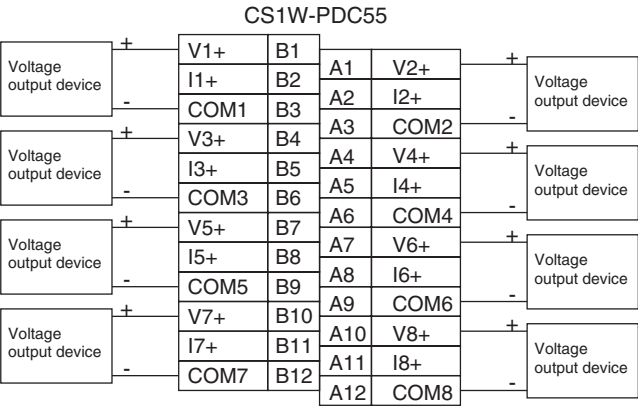 CS1W-PDC55
Voltage
output device
+
-
V1+ B1
I1+ B2
COM1 B3
Voltage
output device
+
-
V3+ B4
I3+ B5
COM3 B6
Voltage
output device
+
-
V5+ B7
I5+ B8
COM5 B9
Voltage
output device
+
-
V7+ B10
I7+ B11
COM7 B12
A1 V2+
A2 I2+
A3 COM2
+
-
Voltage
output device
A4 V4+
A5 I4+
A6 COM4
+
-
Voltage
output device
A7 V6+
A8 I6+
A9 COM6
+
-
Voltage
output device
A10 V8+
A11 I8+
A12 COM8
+
-
Voltage
output device